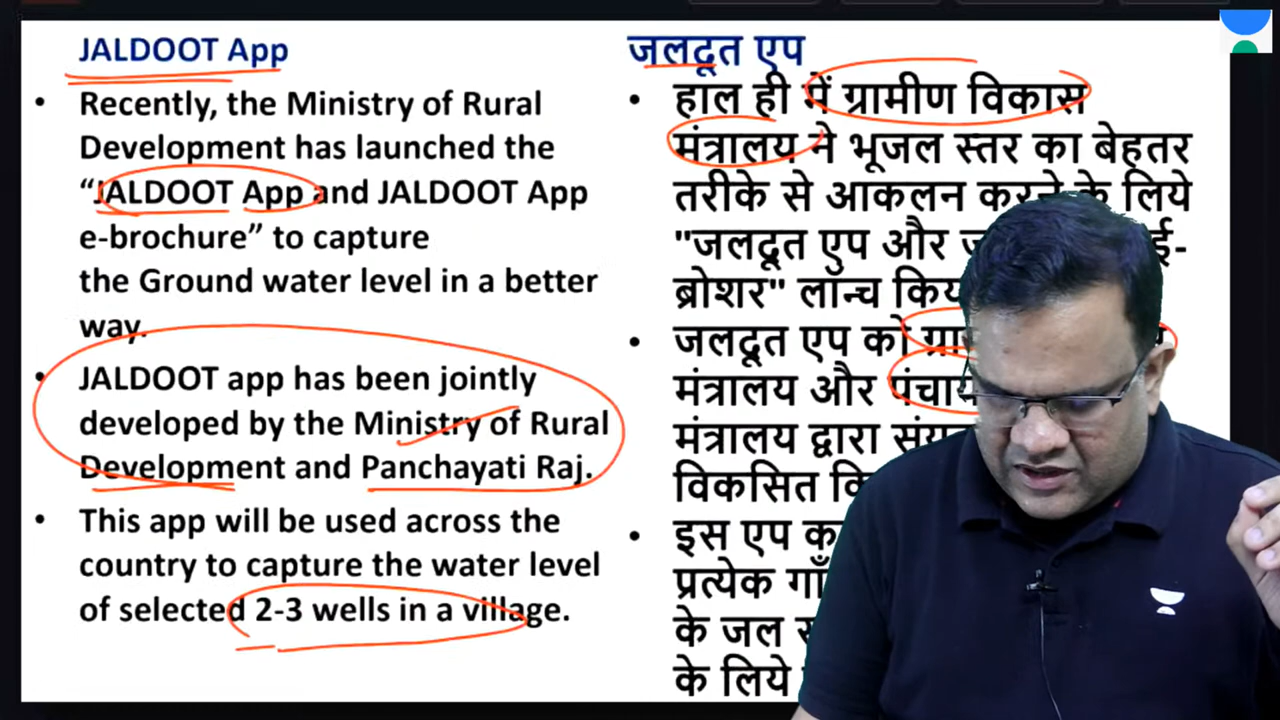 JALDOOT App
• Recently, the Ministry of Rural
Development has launched the
“JALDOOT App and JALDOOT App
e-brochure” to capture
the Ground water level in a better
way.
• JALDOOT app has been jointly
developed by the Ministry of Rural
Development and Panchayati Raj.
• This app will be used across the
country to capture the water level
of selected 2-3 wells in a village.
जलदूत एप
• हाल ही में ग्रामीण विकास
मंत्रालय ने भूजल स्तर का बेहतर
तरीके से आकलन करने के लिये
"जलदूत एप और ई-
ब्रोशर" लॉन्च
• जलदूत एप को
मंत्रालय और
मंत्रालय द्वारा
विकसित
• इस एप
प्रत्येक
के जल
के लिये